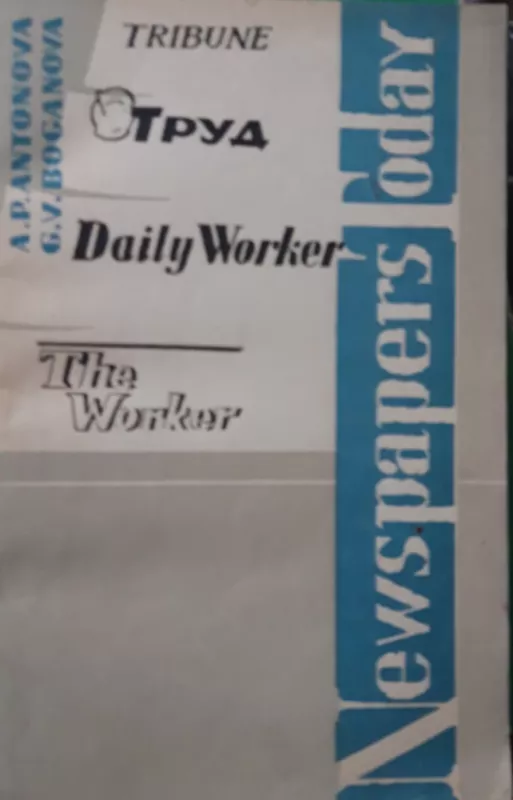 A.P. ANTONOVA
G.V. BOGANOVA
TRIBUNE
ТРУД
Daily Worker
The
Worker
Newspapers Today